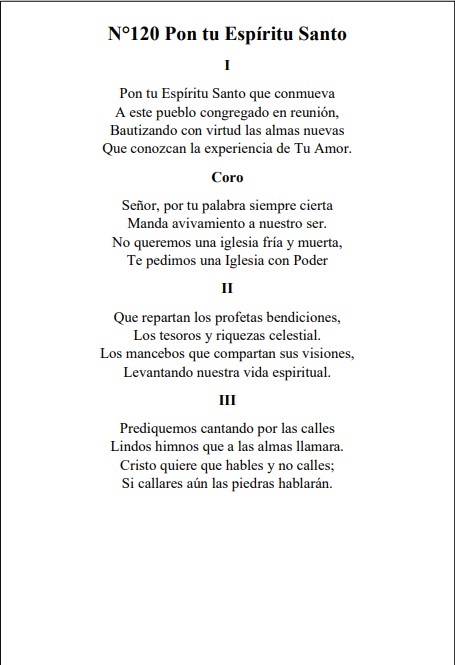 N°120 Pon tu Espíritu Santo
I
Pon tu Espíritu Santo que conmueva
A este pueblo congregado en reunión,
Bautizando con virtud las almas nuevas
Que conozcan la experiencia de Tu Amor.
Coro
Señor, por tu palabra siempre cierta
Manda avivamiento a nuestro ser.
No queremos una iglesia fría y muerta,
Te pedimos una Iglesia con Poder
II
Que repartan los profetas bendiciones,
Los tesoros y riquezas celestial.
Los mancebos que compartan sus visiones,
Levantando nuestra vida espiritual.
III
Prediquemos cantando por las calles
Lindos himnos que a las almas llamara.
Cristo quiere que hables y no calles;
Si callares aún las piedras hablarán.